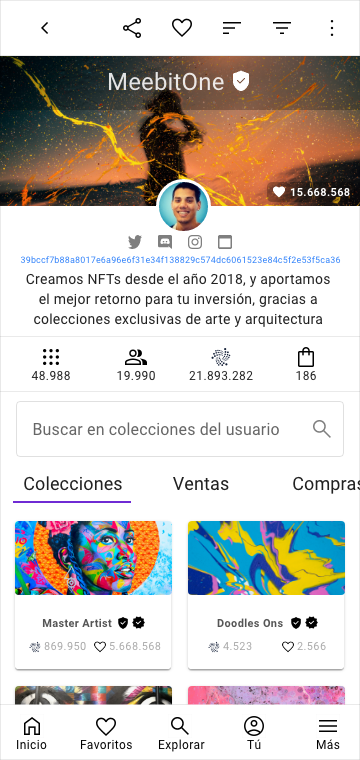 MeebitOne
15.668.568
39bccf7b88a8017e6a96e6f31e34f138829c574dc6061523e84c5f2e53f5ca36
Creamos NFTs desde el año 2018, y aportamos
el mejor retorno para tu inversión, gracias a
colecciones exclusivas de arte y arquitectura
48.988 19.990 21.893.282 186
Buscar en colecciones del usuario
Colecciones Ventas Compras
Master Artist Doodles Ons
869.950 5.668.568 4.523 2.566
Inicio Favoritos Explorar Tú Más